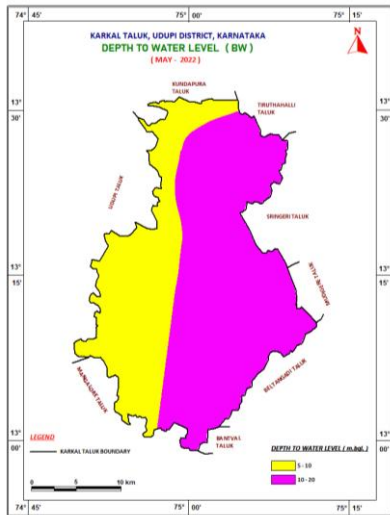 74° 45'
75° 00'
75° 15'
KARKAL TALUK, UDUPI DISTRICT, KARNATAKA
DEPTH TO WATER LEVEL ( BW )
( MAY - 2022 )
N
KUNDAPURA
TALUK
13°
30'
13°
30'
TIRUTHAHALLI
TALUK
UDUPI TALUK
SRINGERI TALUK
13°
15'
13°
15'
MUDIGERE TALUK
MANGALORE TALUK
BELTANGADI TALUK
LEGEND
13°
00'
BANTVAL
TALUK
13°
00'
KARKAL TALUK BOUNDARY
DEPTH TO WATER LEVEL ( m.bgl. )
5 - 10
10 - 20
0 5 10 km
74° 45'
75° 00'
75° 15'